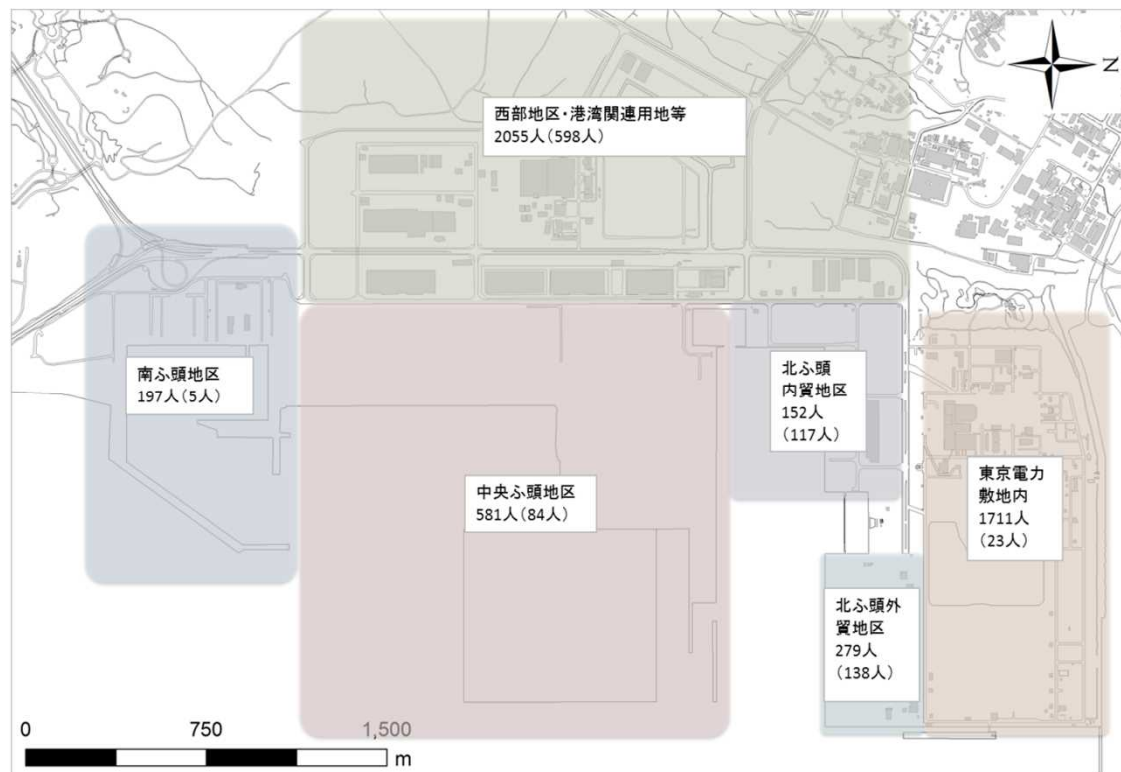 N
西部地区・港湾関連用地等
2055人(598人)
南ふ頭地区
197人(5人)
北ふ頭
内貿地区
152人
(117人)
中央ふ頭地区
581人(84人)
東京電力
敷地内
1711人
(23人)
北ふ頭外
貿地区
279人
(138人)
0 750 1,500
m